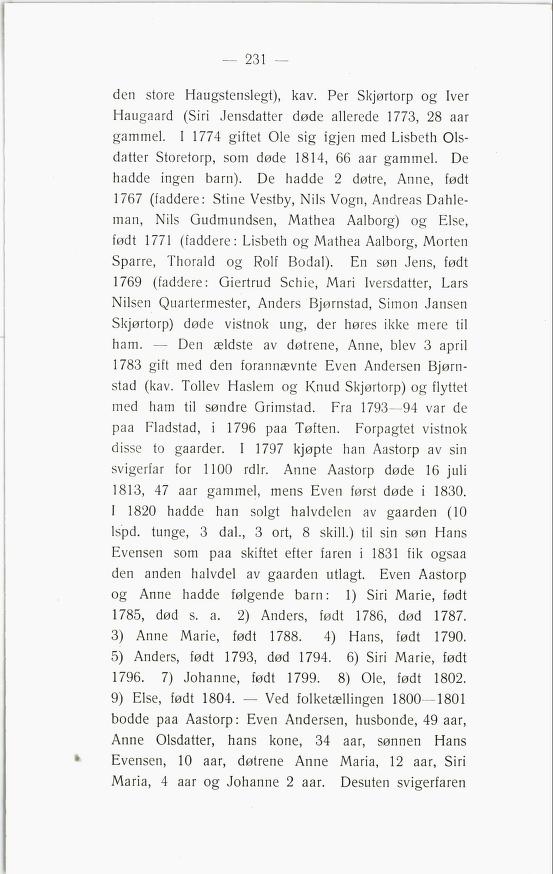 — 231 —
den store Haugstenslegt), kav. Per Skjørtorp og Iver
Haugaard (Siri Jensdatter døde allerede 1773, 28 aar
gammel. I 1774 giftet Ole sig igjen med Lisbeth Ols-
datter Storetorp, som døde 1814, 66 aar gammel. De
hadde ingen barn). De hadde 2 døtre, Anne, født
1767 (faddere: Stine Vestby, Nils Vogn, Andreas Dahle-
man, Nils Gudmundsen, Mathea Aalborg) og Else,
født 1771 (faddere: Lisbeth og Mathea Aalborg, Morten
Sparre, Thorald og Rolf Bodal). En søn Jens, født
1769 (faddere: Giertrud Schie, Mari Iversdatter, Lars
Nilsen Quartermester, Anders Bjørnstad, Simon Jansen
Skjørtorp) døde vistnok ung, der høres ikke mere til
ham. — Den ældste av døtrene, Anne, blev 3 april
1783 gift med den forannævnte Even Andersen Bjørn-
stad (kav. Tollev Haslem og Knud Skjørtorp) og flyttet
med ham til søndre Grimstad. Fra 1793—94 var de
paa Fladstad, i 1796 paa Tøften. Forpagtet vistnok
disse to gaarder. I 1797 kjøpte han Aastorp av sin
svigerfar for 1100 rdlr. Anne Aastorp døde 16 juli
1813, 47 aar gammel, mens Even først døde i 1830.
I 1820 hadde han solgt halvdelen av gaarden (10
lspd. tunge, 3 dal., 3 ort, 8 skill.) til sin søn Hans
Evensen som paa skiftet efter faren i 1831 fik ogsaa
den anden halvdel av gaarden utlagt. Even Aastorp
og Anne hadde følgende barn: 1) Siri Marie, født
1785, død s. a. 2) Anders, født 1786, død 1787.
3) Anne Marie, født 1788. 4) Hans, født 1790.
5) Anders, født 1793, død 1794. 6) Siri Marie, født
1796. 7) Johanne, født 1799. 8) Ole, født 1802.
9) Else, født 1804. — Ved folketællingen 1800—1801
bodde paa Aastorp: Even Andersen, husbonde, 49 aar,
Anne Olsdatter, hans kone, 34 aar, sønnen Hans
Evensen, 10 aar, døtrene Anne Maria, 12 aar, Siri
Maria, 4 aar og Johanne 2 aar. Desuten svigerfaren